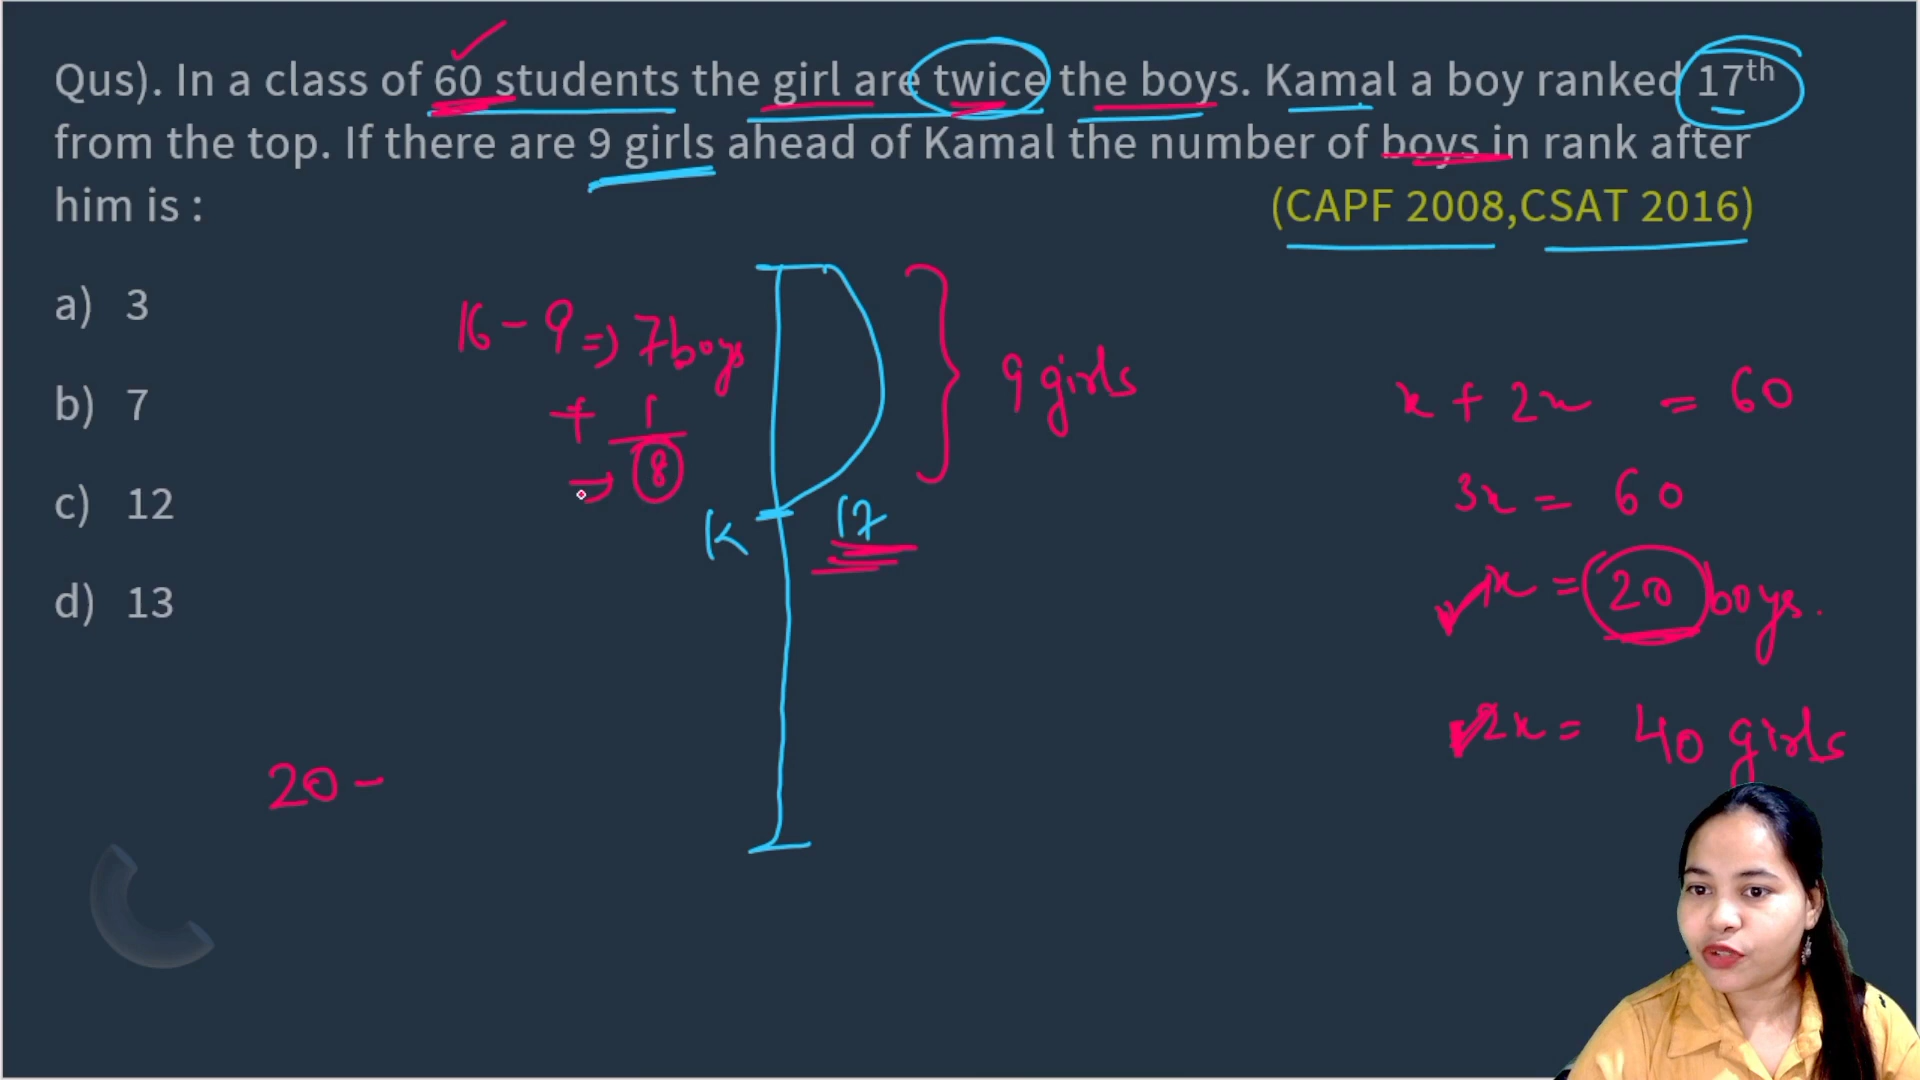 Qus). In a class of 60 students the girl are twice the boys. Kamal a boy ranked 17th
from the top. If there are 9 girls ahead of Kamal the number of boys in rank after
him is :
(CAPF 2008,CSAT 2016)
a) 3
b) 7
c) 12
d) 13
16 - 9 => 7 boys
+ 1
=> 8
9 girls
K 17
20 -
x + 2x = 60
3x = 60
x = 20 boys.
2x = 40 girls